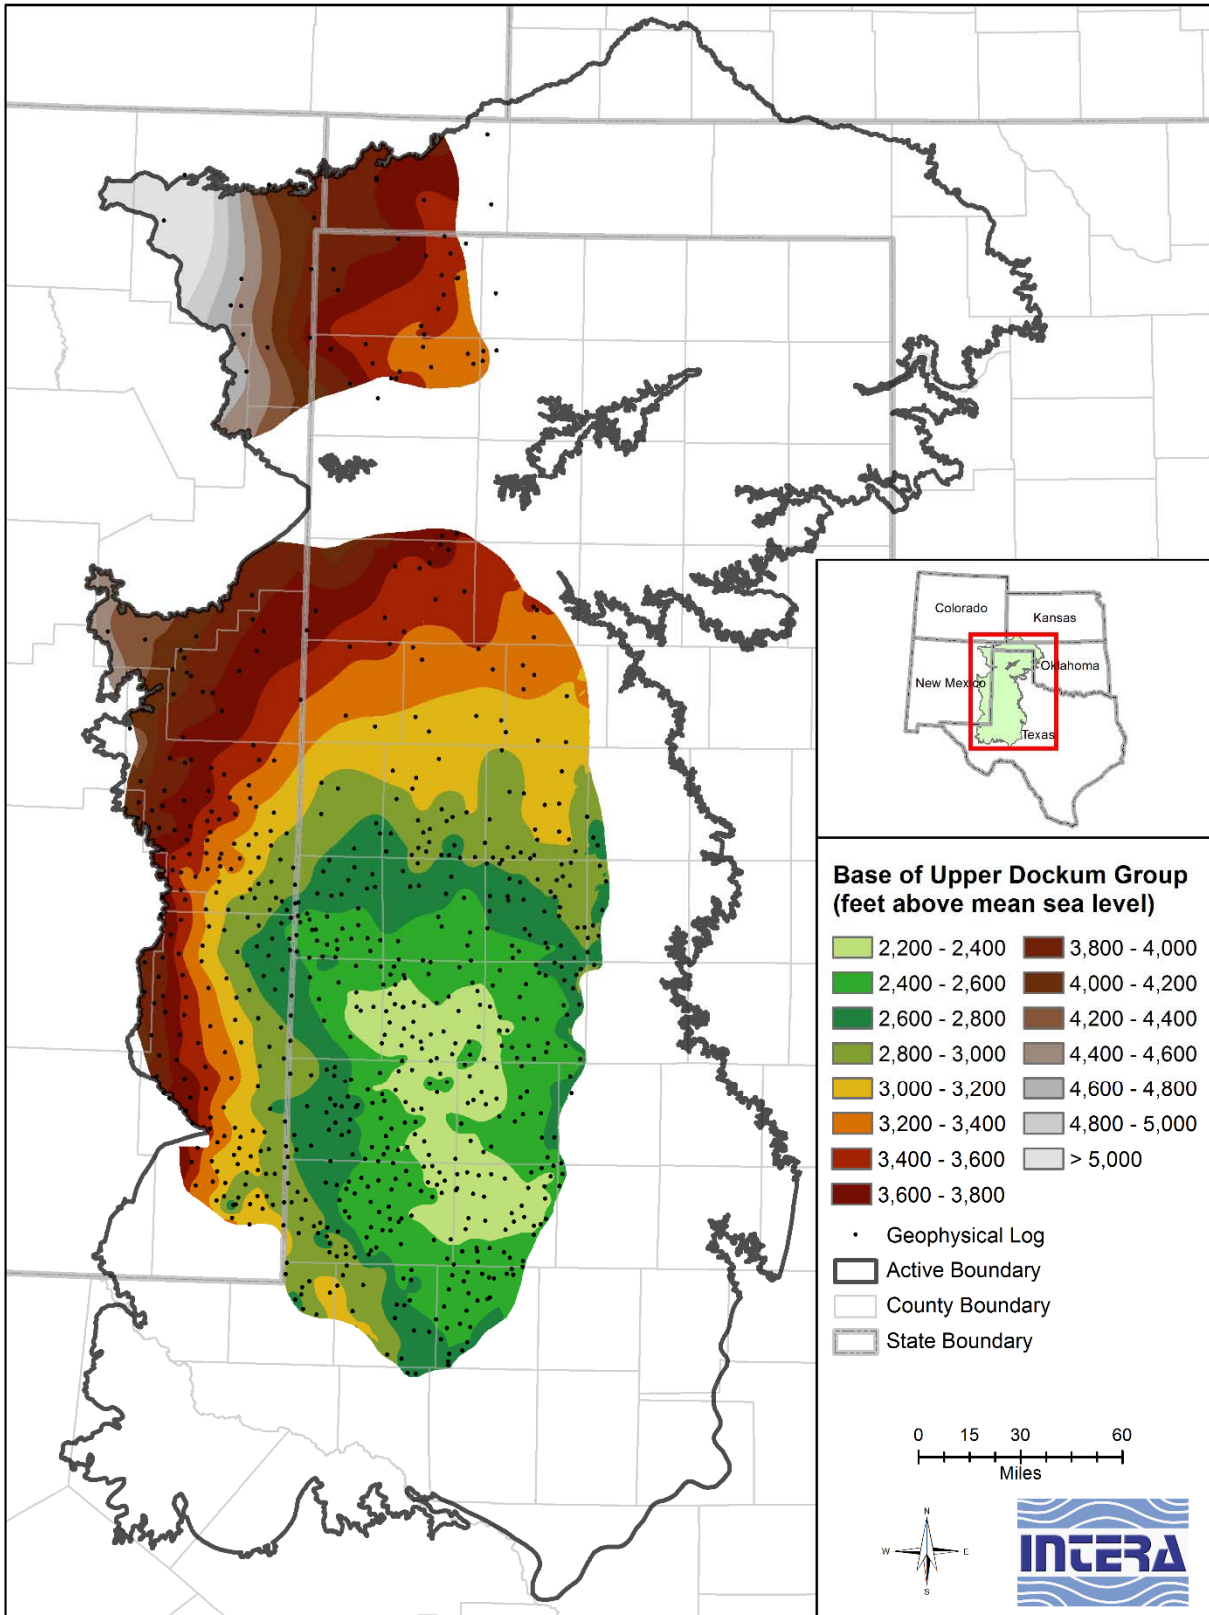 Colorado
Kansas
New Mexico
Oklahoma
Texas
Base of Upper Dockum Group
(feet above mean sea level)
2,200 - 2,400
2,400 - 2,600
2,600 - 2,800
2,800 - 3,000
3,000 - 3,200
3,200 - 3,400
3,400 - 3,600
3,600 - 3,800
3,800 - 4,000
4,000 - 4,200
4,200 - 4,400
4,400 - 4,600
4,600 - 4,800
4,800 - 5,000
> 5,000
Geophysical Log
Active Boundary
County Boundary
State Boundary
0 15 30 60
Miles
N
W E
S
INTERA